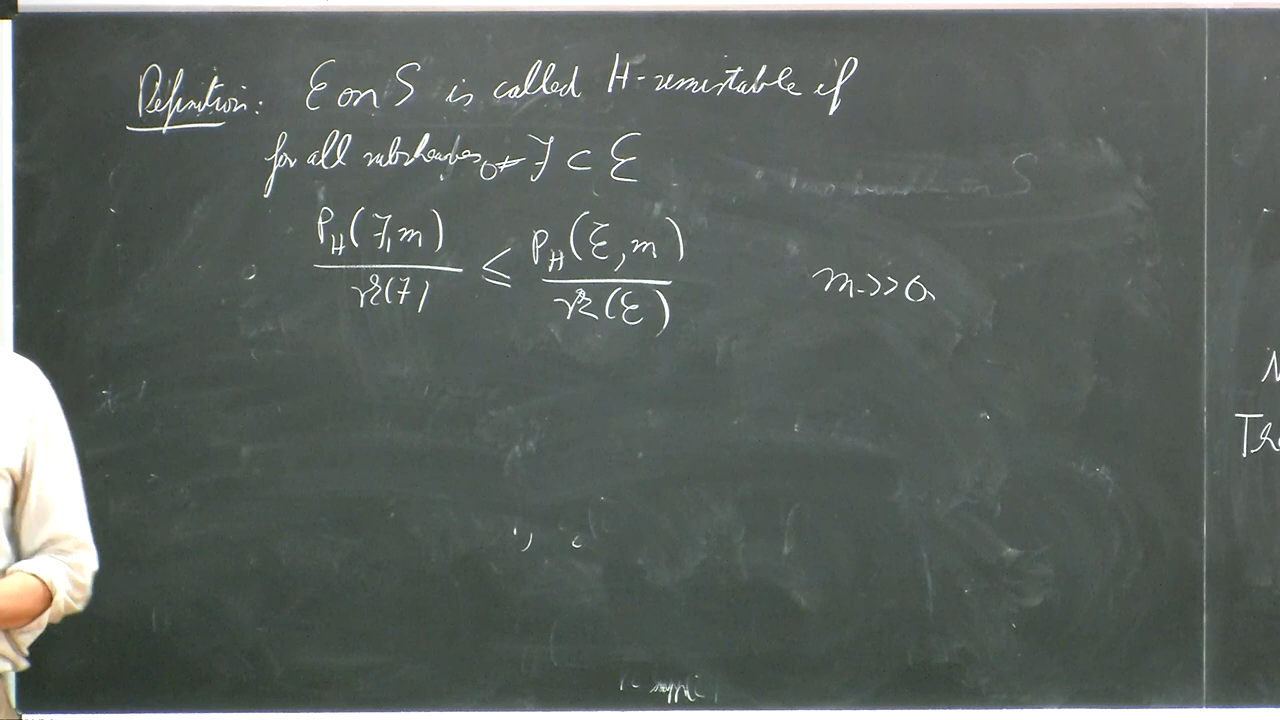 Definition: ℰ on S is called H-semistable if
for all subsheaves 0≠ ℱ ⊂ ℰ
P_H(ℱ,m)/rk(ℱ) ≤ P_H(ℰ,m)/rk(ℰ) m>>0